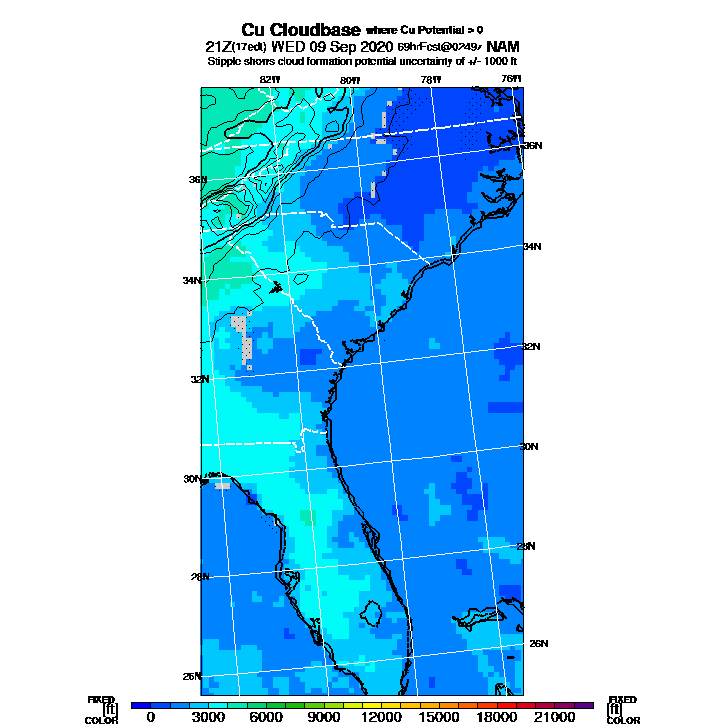 Cu Cloudbase where Cu Potential > 0
21Z(17edt) WED 09 Sep 2020 69hrFcst@0249z NAM
Stipple shows cloud formation potential uncertainty of +/- 1000 ft
82W 80W 78W 76W
36N
36N
34N
34N
32N
32N
30N
30N
28N
28N
26N
26N
FIXED FIXED
[ft] [ft]
COLOR COLOR
0 3000 6000 9000 12000 15000 18000 21000